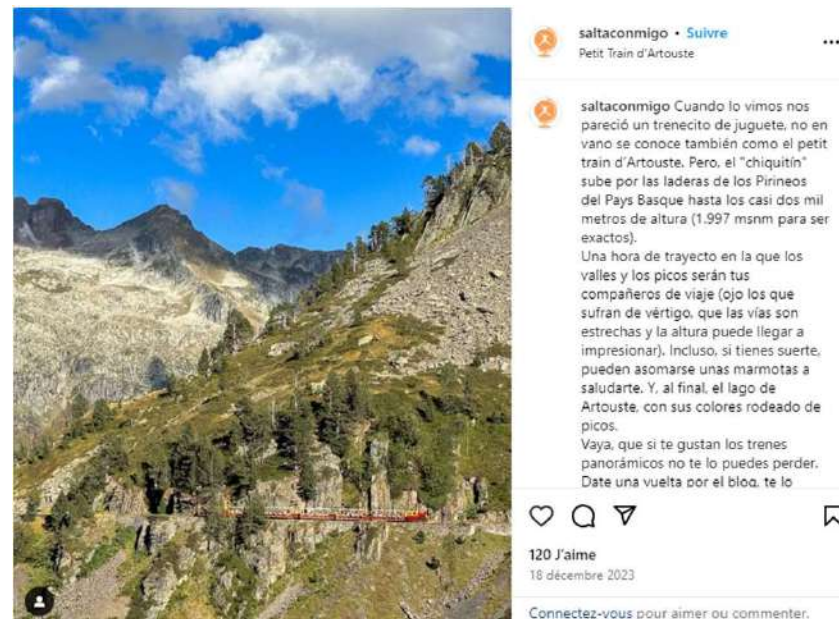 saltaconmigo • Suivre
Petit Train d'Artouste
saltaconmigo Cuando lo vimos nos
pareció un trenecito de juguete, no en
vano se conoce también como el petit
train d'Artouste. Pero, el "chiquitín"
sube por las laderas de los Pirineos
del Pays Basque hasta los casi dos mil
metros de altura (1.997 msnm para ser
exactos).
Una hora de trayecto en la que los
valles y los picos serán tus
compañeros de viaje (ojo los que
sufran de vértigo, que las vías son
estrechas y la altura puede llegar a
impresionar). Incluso, si tienes suerte,
pueden asomarse unas marmotas a
saludarte. Y, al final, el lago de
Artouste, con sus colores rodeado de
picos.
Vaya, que si te gustan los trenes
panorámicos no te lo puedes perder.
Date una vuelta por el blog, te lo
120 J'aime
18 décembre 2023
Connectez-vous pour aimer ou commenter.